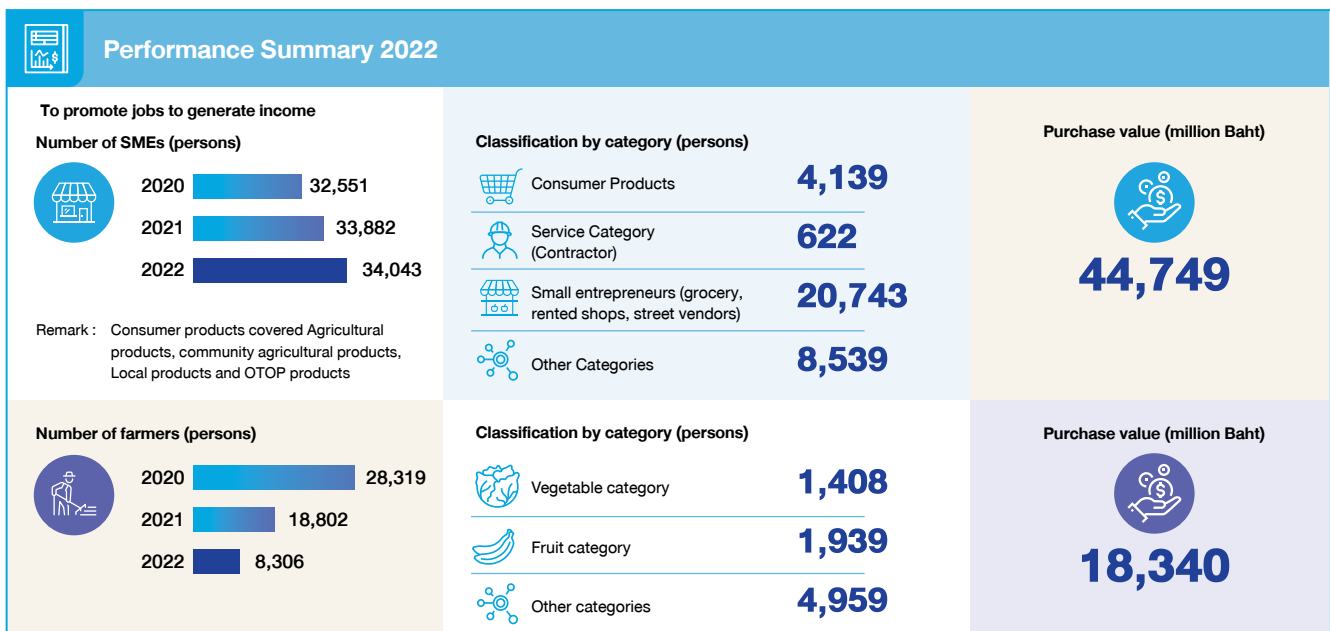 Performance Summary 2022
To promote jobs to generate income
Number of SMEs (persons)
2020 32,551
2021 33,882
2022 34,043
Remark : Consumer products covered Agricultural
products, community agricultural products,
Local products and OTOP products
Classification by category (persons)
Consumer Products 4,139
Service Category
(Contractor)
622
Small entrepreneurs (grocery,
rented shops, street vendors)
20,743
Other Categories 8,539
Purchase value (million Baht)
44,749
Number of farmers (persons)
2020 28,319
2021 18,802
2022 8,306
Classification by category (persons)
Vegetable category 1,408
Fruit category 1,939
Other categories 4,959
Purchase value (million Baht)
18,340